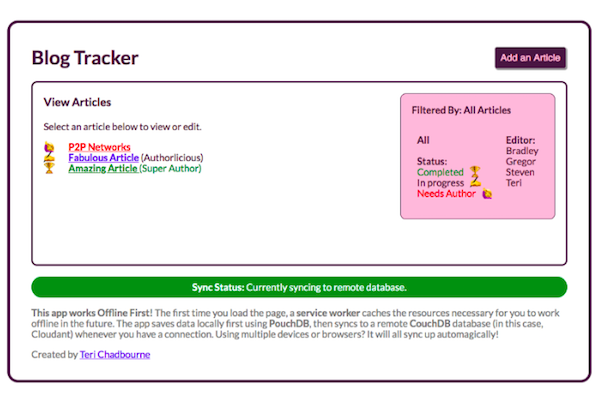 Blog Tracker
Add an Article
View Articles
Select an article below to view or edit.
P2P Networks
Fabulous Article (Authorlicious)
Amazing Article (Super Author)
Filtered By: All Articles
All
Status:
Completed
In progress
Needs Author
Editor:
Bradley
Gregor
Steven
Teri
Sync Status: Currently syncing to remote database.
This app works Offline First! The first time you load the page, a service worker caches the resources necessary for you to work
offline in the future. The app saves data locally first using PouchDB, then syncs to a remote CouchDB database (in this case,
Cloudant) whenever you have a connection. Using multiple devices or browsers? It will all sync up automagically!
Created by Teri Chadbourne